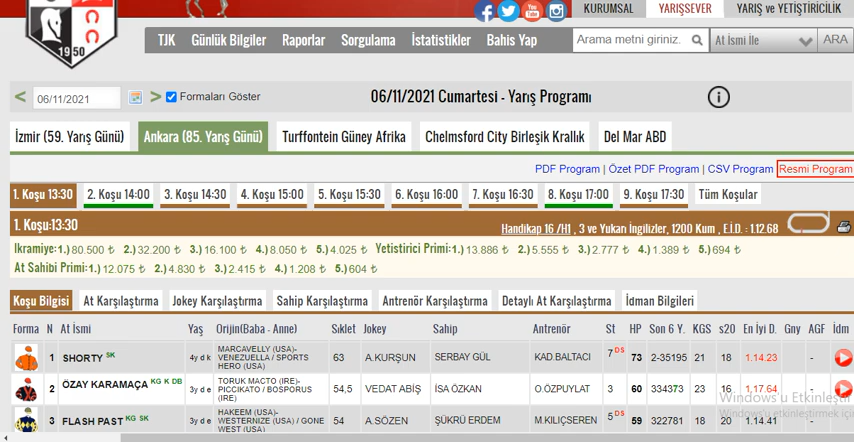 C C C
19 50
KURUMSAL YARIŞSEVER YARIŞ ve YETİŞTİRİCİLİK
TJK Günlük Bilgiler Raporlar Sorgulama İstatistikler Bahis Yap Arama metni giriniz. At İsmi İle ARA
06/11/2021 Formaları Göster 06/11/2021 Cumartesi - Yarış Programı
İzmir (59. Yarış Günü) Ankara (85. Yarış Günü) Turffontein Güney Afrika Chelmsford City Birleşik Krallık Del Mar ABD
PDF Program | Özet PDF Program | CSV Program Resmi Program
1. Koşu 13:30 2. Koşu 14:00 3. Koşu 14:30 4. Koşu 15:00 5. Koşu 15:30 6. Koşu 16:00 7. Koşu 16:30 8. Koşu 17:00 9. Koşu 17:30 Tüm Koşular
1. Koşu:13:30 Handikap 16 /H1 , 3 ve Yukarı İngilizler, 1200 Kum , E.İ.D. : 1.12.68
Ikramiye:1.) 80.500 ₺ 2.) 32.200 ₺ 3.) 16.100 ₺ 4.) 8.050 ₺ 5.) 4.025 ₺ Yetistirici Primi:1.) 13.886 ₺ 2.) 5.555 ₺ 3.) 2.777 ₺ 4.) 1.389 ₺ 5.) 694 ₺
At Sahibi Primi:1.) 12.075 ₺ 2.) 4.830 ₺ 3.) 2.415 ₺ 4.) 1.208 ₺ 5.) 604 ₺
Koşu Bilgisi At Karşılaştırma Jokey Karşılaştırma Sahip Karşılaştırma Antrenör Karşılaştırma Detaylı At Karşılaştırma İdman Bilgileri
Forma N At İsmi Yaş Orijin(Baba - Anne) Sıklet Jokey Sahip Antrenör St HP Son 6 Y. KGS s20 En İyi D. Gny AGF İdm
1 SHORTY SK 4y d k MARCAVELLY (USA)- VENEZUELLA / SPORTS HERO (USA) 63 A.KURŞUN SERBAY GÜL KAD.BALTACI 7 DS 73 2-35195 21 18 1.14.23 -
2 ÖZAY KARAMAÇA KG K DB 3y d e TORUK MACTO (IRE)- PICCIKATO / BOSPORUS (IRE) 54,5 VEDAT ABİŞ İSA ÖZKAN O.ÖZPUYLAT 3 60 334373 23 16 1.17.64 -
Windows'u Etkinleştir
3 FLASH PAST KG SK 3y d e HAKEEM (USA)- WESTERNIZE (USA) / GONE WEST (USA) 54 A.SÖZEN ŞÜKRÜ ERDEM M.KILIÇSEREN 5 DS 59 322781 18 20 1.14.41 -
Windows'u etkinleştirmek için